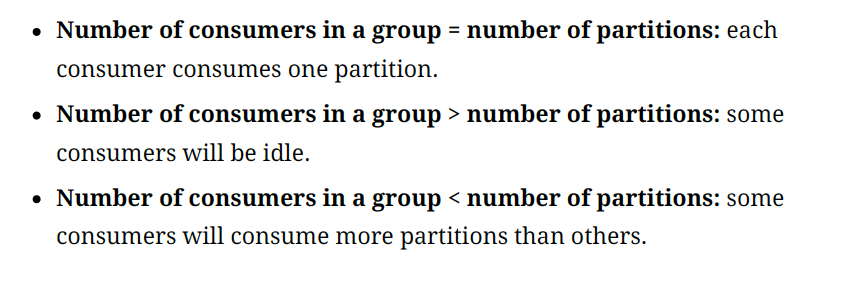 • Number of consumers in a group = number of partitions: each
consumer consumes one partition.
• Number of consumers in a group > number of partitions: some
consumers will be idle.
• Number of consumers in a group < number of partitions: some
consumers will consume more partitions than others.